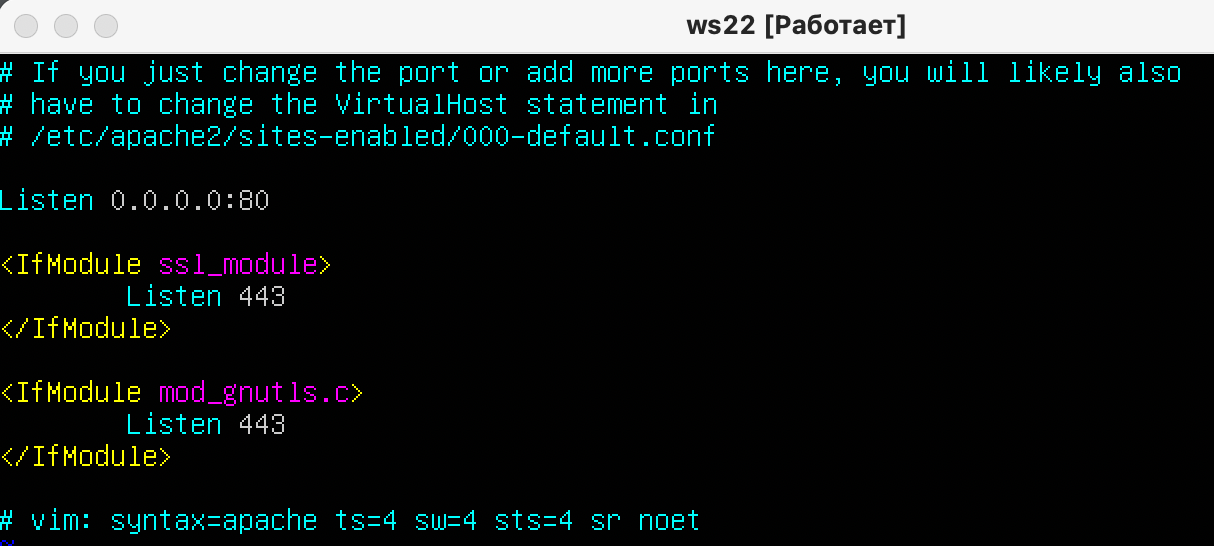 ws22 [Работает]
# If you just change the port or add more ports here, you will likely also
# have to change the VirtualHost statement in
# /etc/apache2/sites-enabled/000-default.conf
Listen 0.0.0.0:80
<IfModule ssl_module>
Listen 443
</IfModule>
<IfModule mod_gnutls.c>
Listen 443
</IfModule>
# vim: syntax=apache ts=4 sw=4 sts=4 sr noet
~